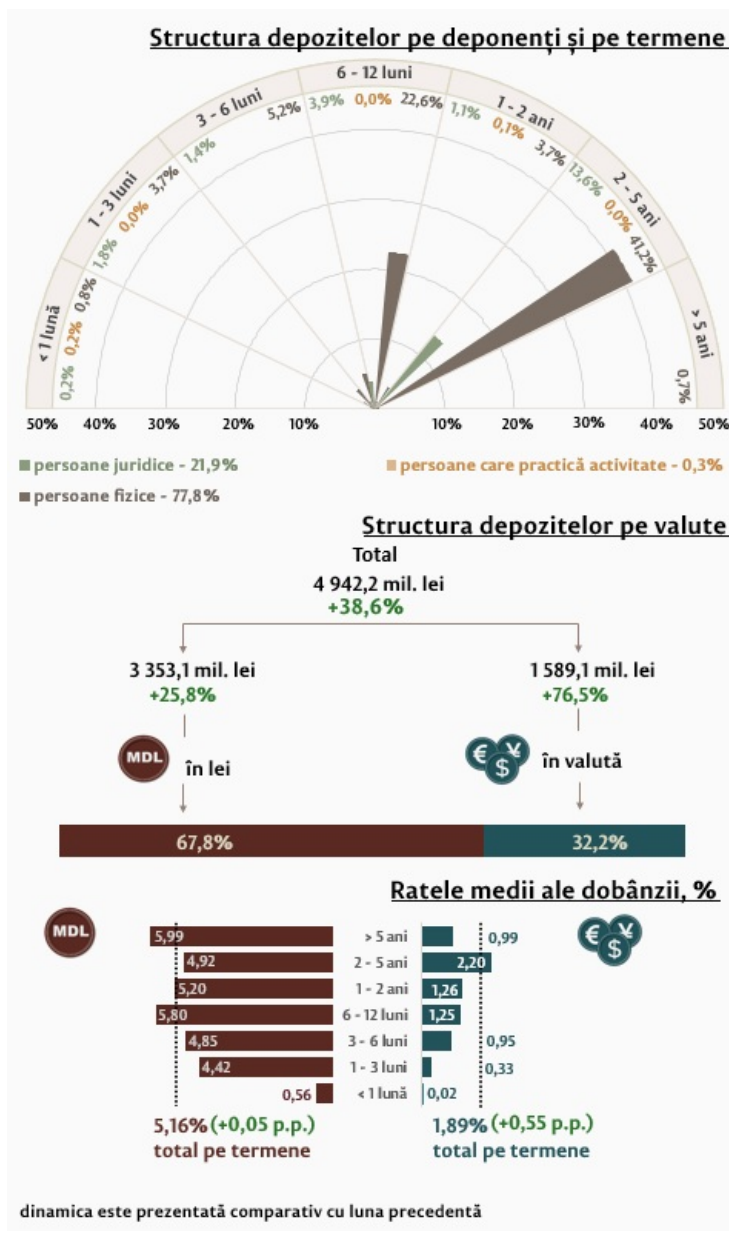 Structura depozitelor pe deponenți și pe termene
< 1 lună
1 - 3 luni
3 - 6 luni
6 - 12 luni
1 - 2 ani
2 - 5 ani
> 5 ani
0,2%
0,2%
0,8%
1,8%
0,0%
3,7%
1,4%
5,2%
3,9%
0,0%
22,6%
1,1%
0,1%
3,7%
13,6%
0,0%
41,2%
0,7%
50% 40% 30% 20% 10% 10% 20% 30% 40% 50%
persoane juridice - 21,9%
persoane care practică activitate - 0,3%
persoane fizice - 77,8%
Structura depozitelor pe valute
Total
4 942,2 mil. lei
+38,6%
3 353,1 mil. lei
+25,8%
1 589,1 mil. lei
+76,5%
MDL
în lei
€ ¥ $
în valută
67,8%
32,2%
Ratele medii ale dobânzii, %
MDL
€ ¥ $
5,99 > 5 ani 0,99
4,92 2 - 5 ani 2,20
5,20 1 - 2 ani 1,26
5,80 6 - 12 luni 1,25
4,85 3 - 6 luni 0,95
4,42 1 - 3 luni 0,33
0,56 < 1 lună 0,02
5,16% (+0,05 p.p.)
total pe termene
1,89% (+0,55 p.p.)
total pe termene
dinamica este prezentată comparativ cu luna precedentă